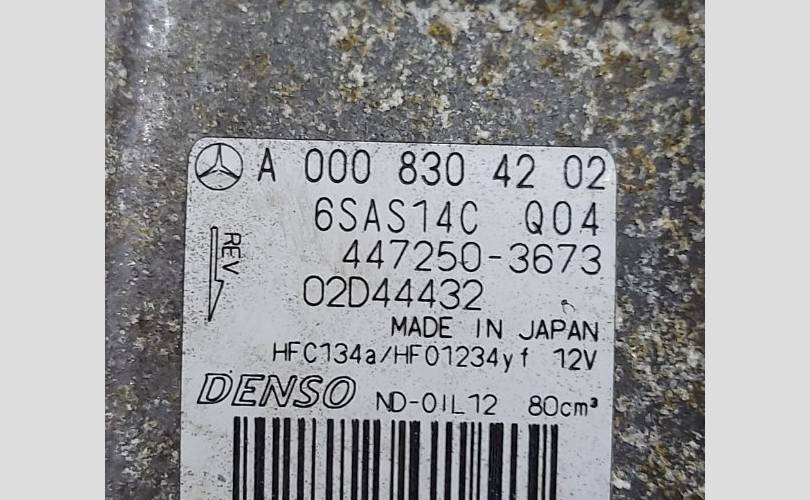 A 000 830 42 02
6SAS14C Q04
REV
447250-3673
02D44432
MADE IN JAPAN
HFC134a/HFO1234yf 12V
DENSO ND-OIL12 80cm³